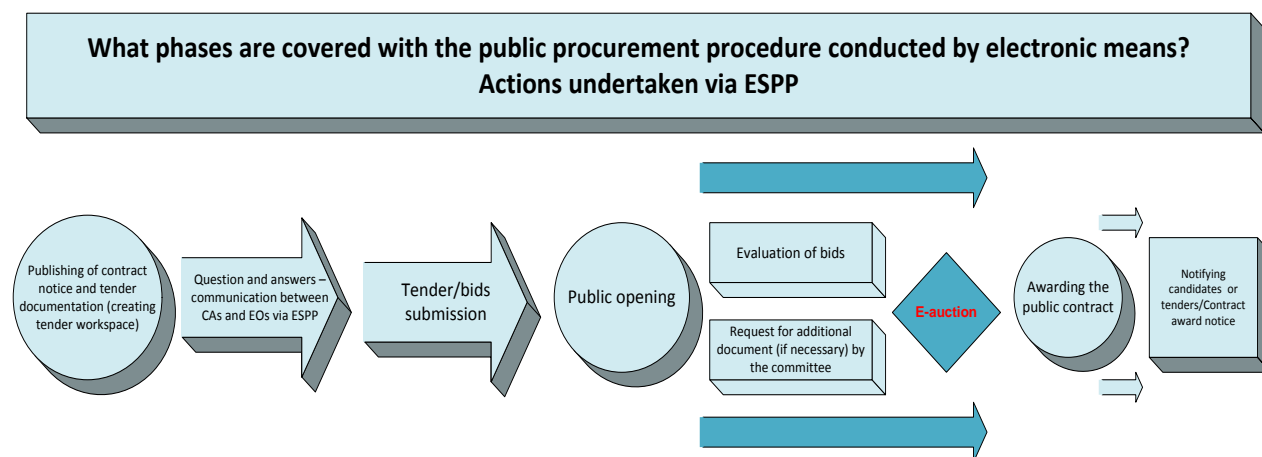 What phases are covered with the public procurement procedure conducted by electronic means?
Actions undertaken via ESPP
Publishing of contract
notice and tender
documentation (creating
tender workspace)
Question and answers –
communication between
CAs and EOs via ESPP
Tender/bids
submission
Public opening
Evaluation of bids
Request for additional
document (if necessary) by
the committee
E-auction
Awarding the
public contract
Notifying
candidates or
tenders/Contract
award notice